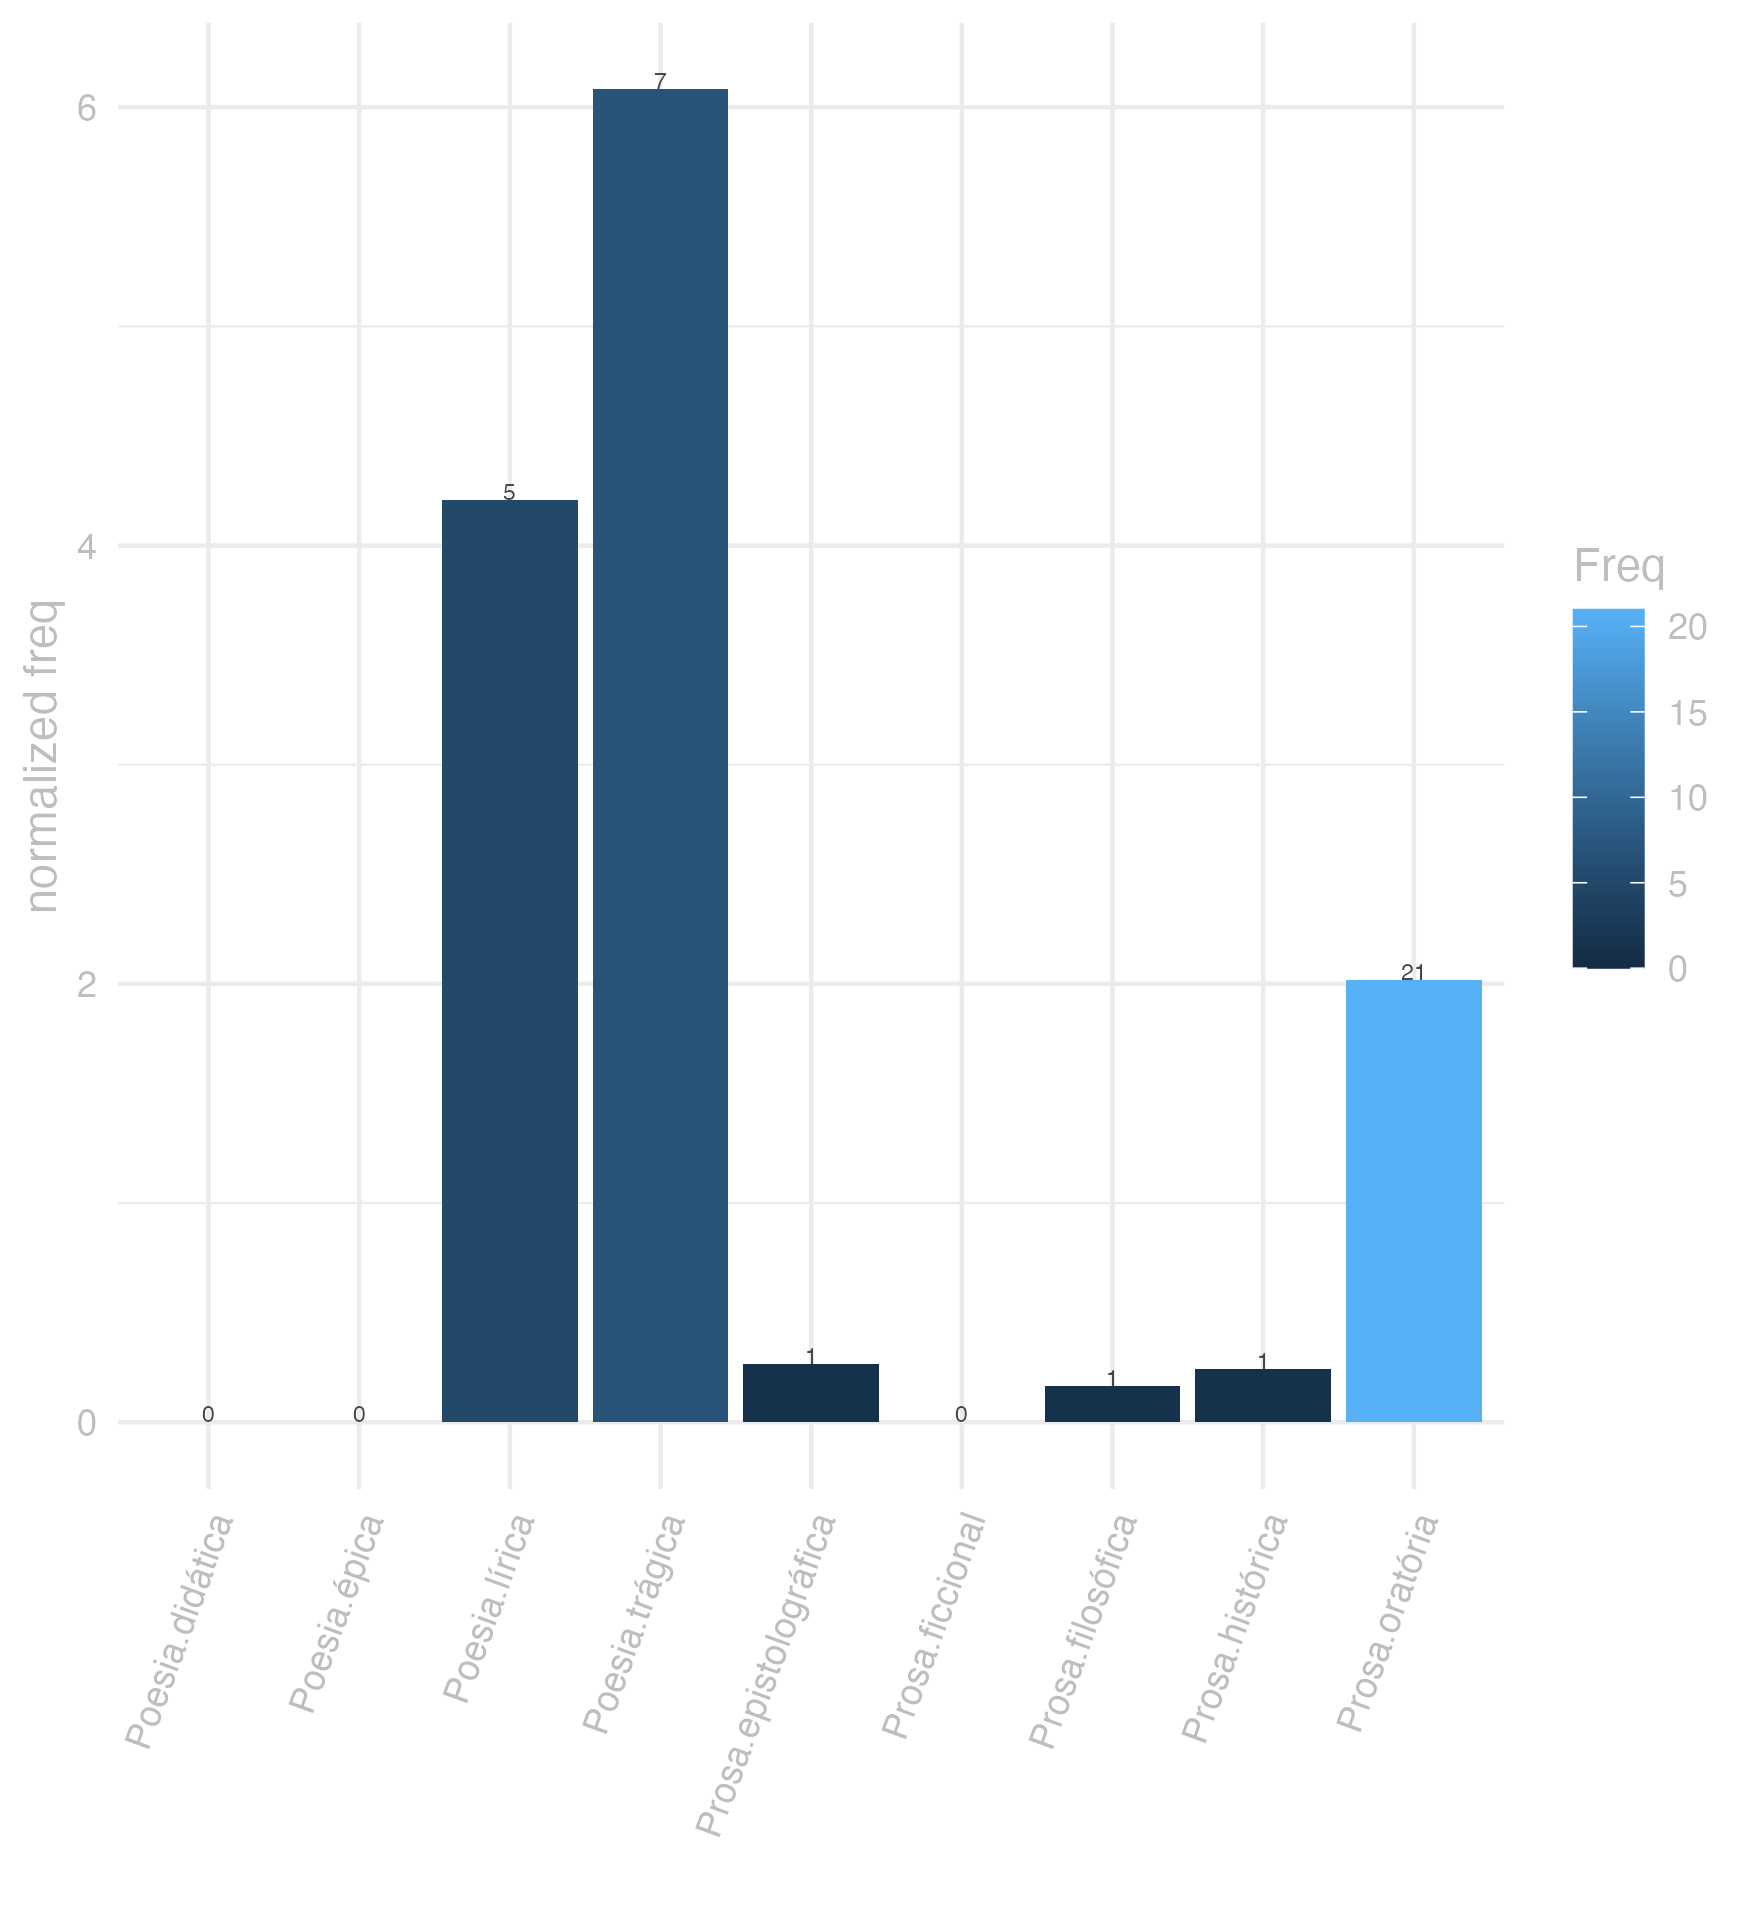 normalized freq
6
4
2
0
0
0
5
7
1
0
1
1
21
Poesia.didática
Poesia.épica
Poesia.lírica
Poesia.trágica
Prosa.epistolográfica
Prosa.ficcional
Prosa.filosófica
Prosa.histórica
Prosa.oratória
Freq
20
15
10
5
0